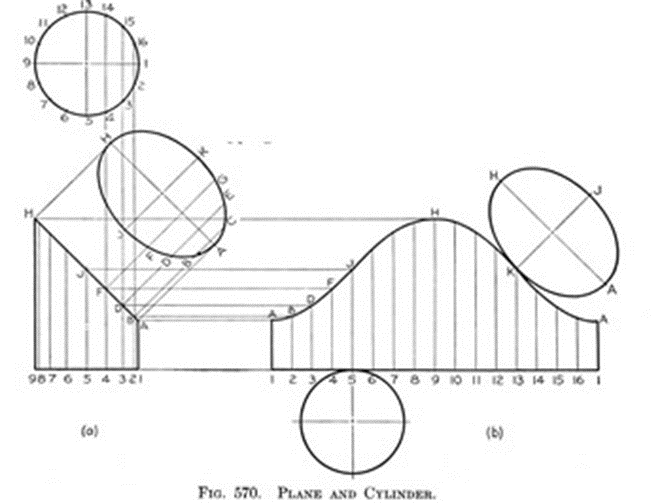 13
12 14
11 15
10 16
9 1
8 2
7 3
6 5 4
H K
G
E
C
J F D B A
H
J
F
D
B A
9 8 7 6 5 4 3 2 1
(a)
H
J
F
D
B
A K A
1 2 3 4 5 6 7 8 9 10 11 12 13 14 15 16 1
H J
A
(b)
FIG. 570. PLANE AND CYLINDER.